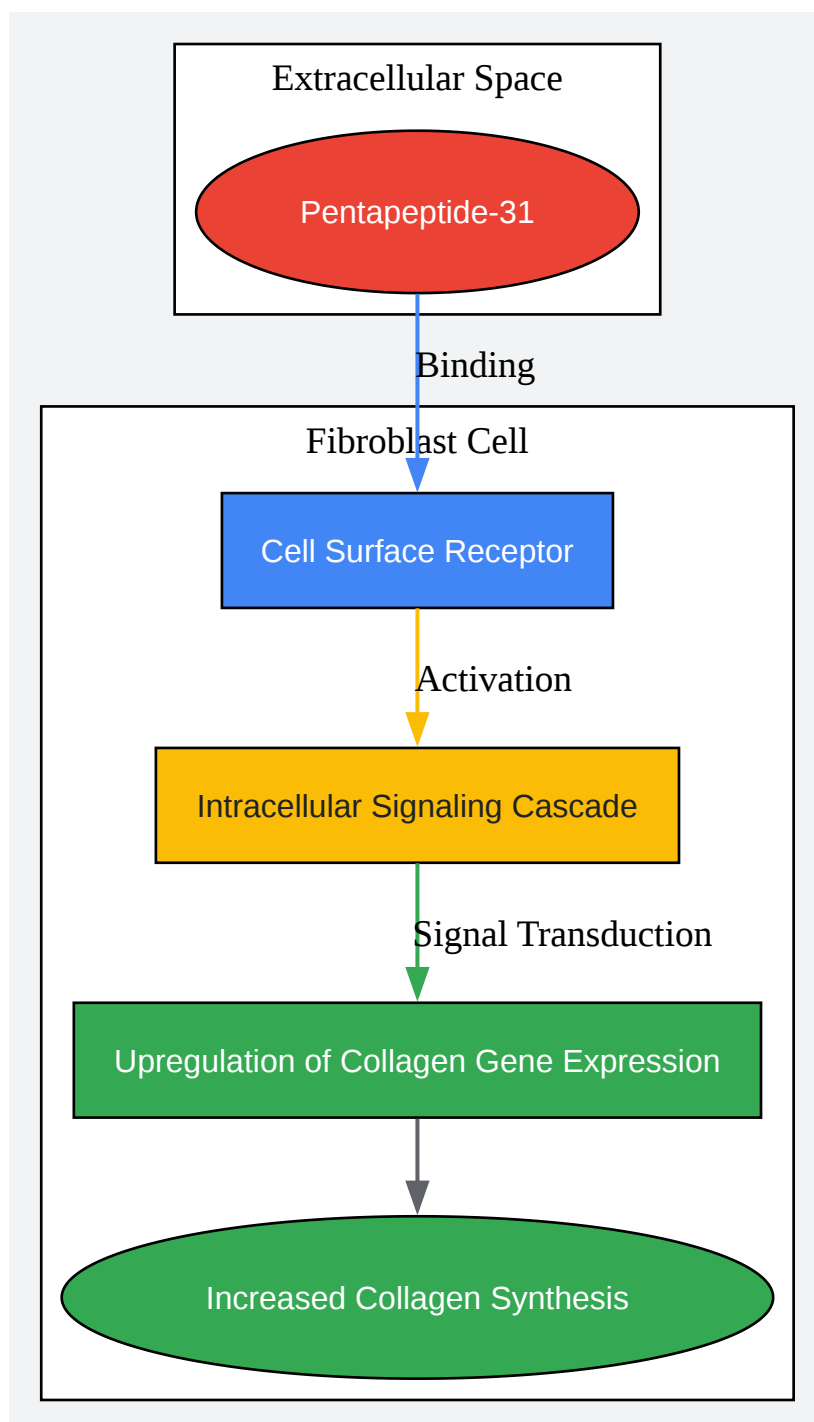 Extracellular Space
Pentapeptide-31
Binding
Fibroblast Cell
Cell Surface Receptor
Activation
Intracellular Signaling Cascade
Signal Transduction
Upregulation of Collagen Gene Expression
Increased Collagen Synthesis